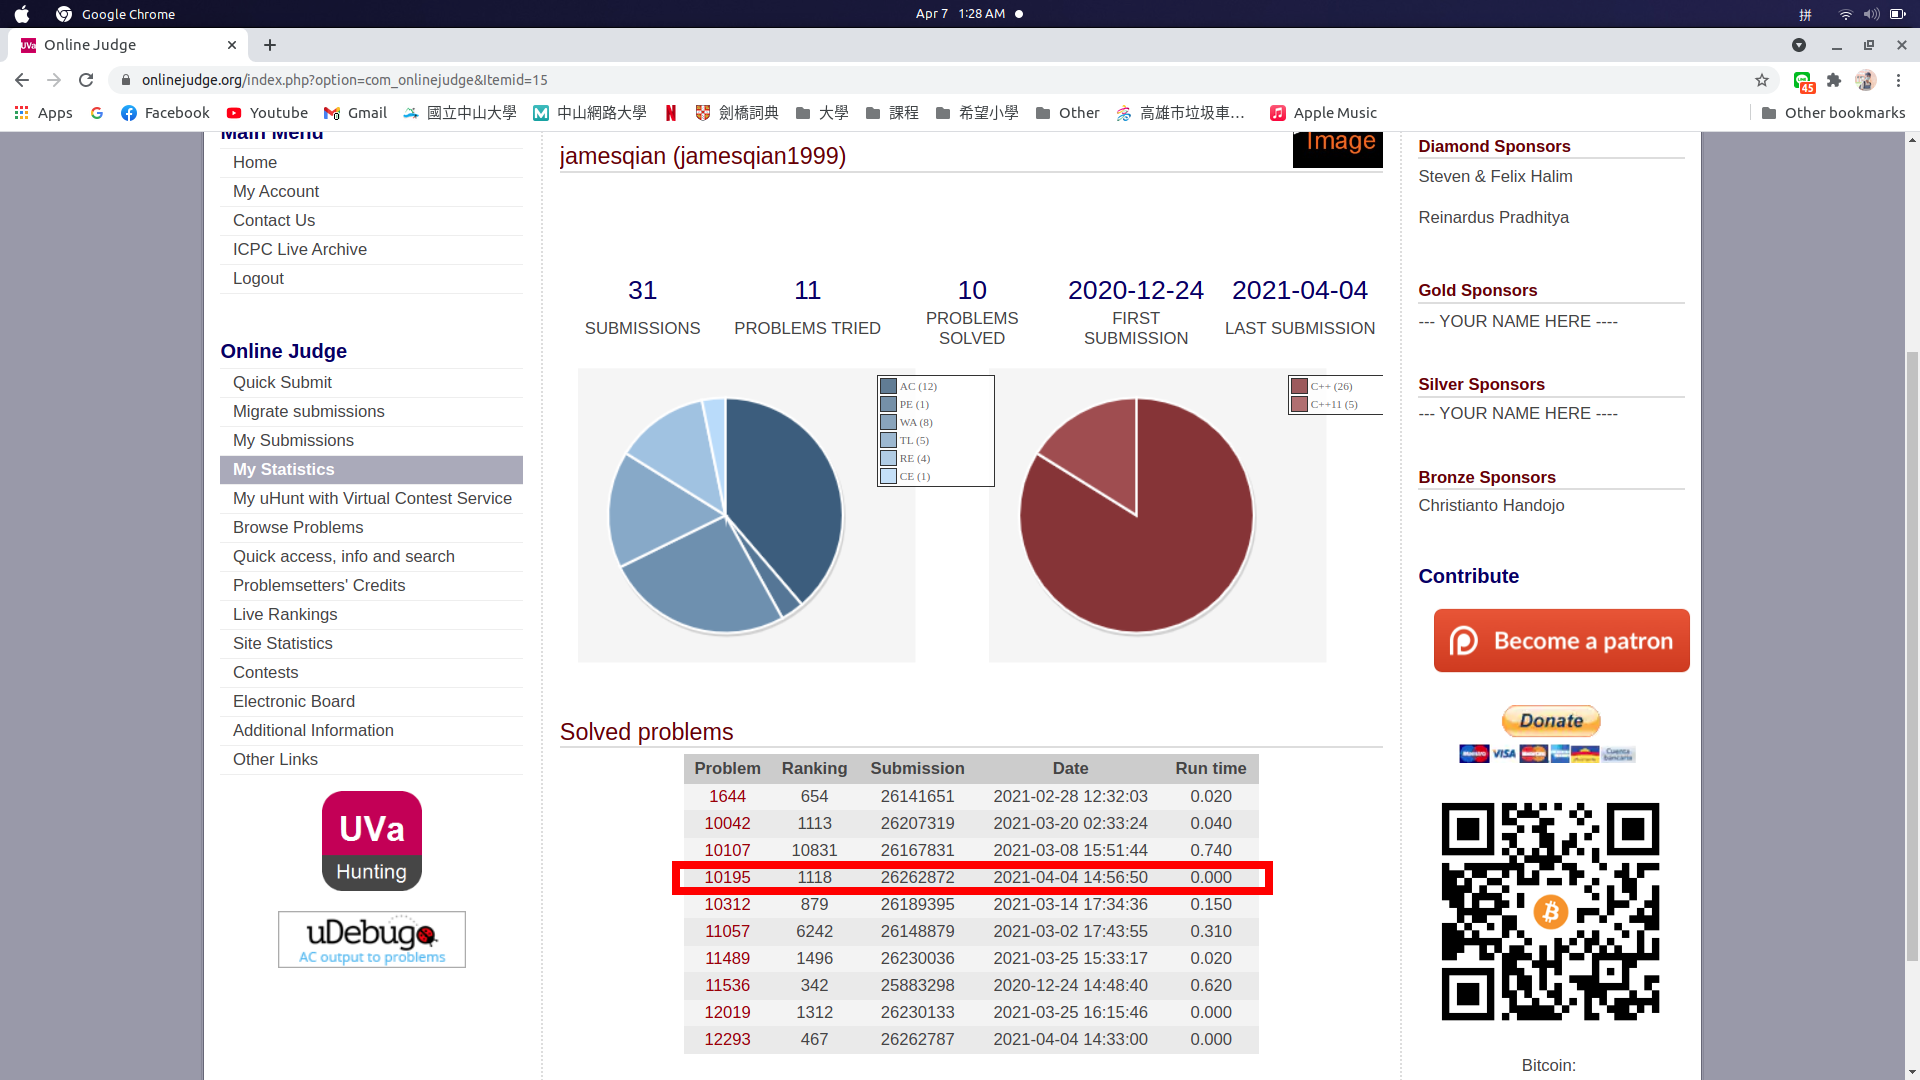 Google Chrome
Apr 7 1:28 AM
拼
UVa Online Judge
onlinejudge.org/index.php?option=com_onlinejudge&Itemid=15
45
Apps Facebook Youtube Gmail 國立中山大學 中山網路大學 劍橋詞典 大學 課程 希望小學 Other 高雄市垃圾車... Apple Music Other bookmarks
Main Menu
Home
My Account
Contact Us
ICPC Live Archive
Logout
Online Judge
Quick Submit
Migrate submissions
My Submissions
My Statistics
My uHunt with Virtual Contest Service
Browse Problems
Quick access, info and search
Problemsetters' Credits
Live Rankings
Site Statistics
Contests
Electronic Board
Additional Information
Other Links
UVa
Hunting
uDebug
AC output to problems
jamesqian (jamesqian1999)
Image
31 11 10 2020-12-24 2021-04-04
SUBMISSIONS PROBLEMS TRIED PROBLEMS SOLVED FIRST SUBMISSION LAST SUBMISSION
AC (12)
PE (1)
WA (8)
TL (5)
RE (4)
CE (1)
C++ (26)
C++11 (5)
Solved problems
Problem Ranking Submission Date Run time
1644 654 26141651 2021-02-28 12:32:03 0.020
10042 1113 26207319 2021-03-20 02:33:24 0.040
10107 10831 26167831 2021-03-08 15:51:44 0.740
10195 1118 26262872 2021-04-04 14:56:50 0.000
10312 879 26189395 2021-03-14 17:34:36 0.150
11057 6242 26148879 2021-03-02 17:43:55 0.310
11489 1496 26230036 2021-03-25 15:33:17 0.020
11536 342 25883298 2020-12-24 14:48:40 0.620
12019 1312 26230133 2021-03-25 16:15:46 0.000
12293 467 26262787 2021-04-04 14:33:00 0.000
Diamond Sponsors
Steven & Felix Halim
Reinardus Pradhitya
Gold Sponsors
--- YOUR NAME HERE ----
Silver Sponsors
--- YOUR NAME HERE ----
Bronze Sponsors
Christianto Handojo
Contribute
Become a patron
Donate
Maestro VISA MasterCard Cuenta bancaria
Bitcoin: